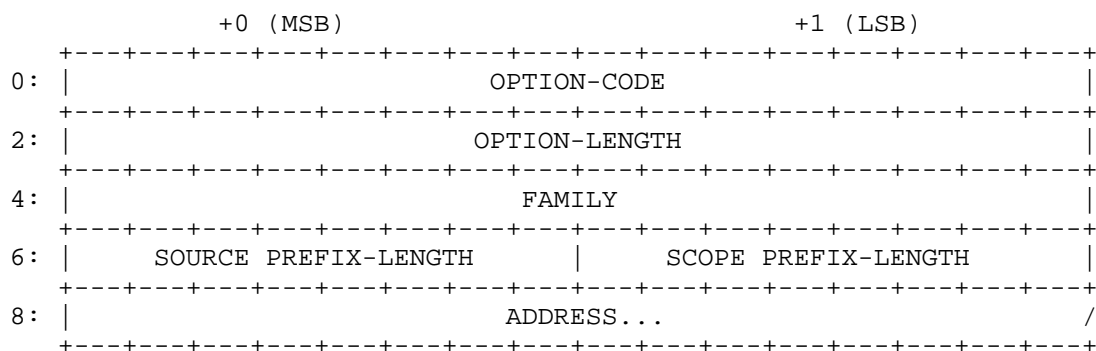 +0 (MSB) +1 (LSB)
+---+---+---+---+---+---+---+---+---+---+---+---+---+---+---+---+
0: | OPTION-CODE |
+---+---+---+---+---+---+---+---+---+---+---+---+---+---+---+---+
2: | OPTION-LENGTH |
+---+---+---+---+---+---+---+---+---+---+---+---+---+---+---+---+
4: | FAMILY |
+---+---+---+---+---+---+---+---+---+---+---+---+---+---+---+---+
6: | SOURCE PREFIX-LENGTH | SCOPE PREFIX-LENGTH |
+---+---+---+---+---+---+---+---+---+---+---+---+---+---+---+---+
8: | ADDRESS... /
+---+---+---+---+---+---+---+---+---+---+---+---+---+---+---+---+